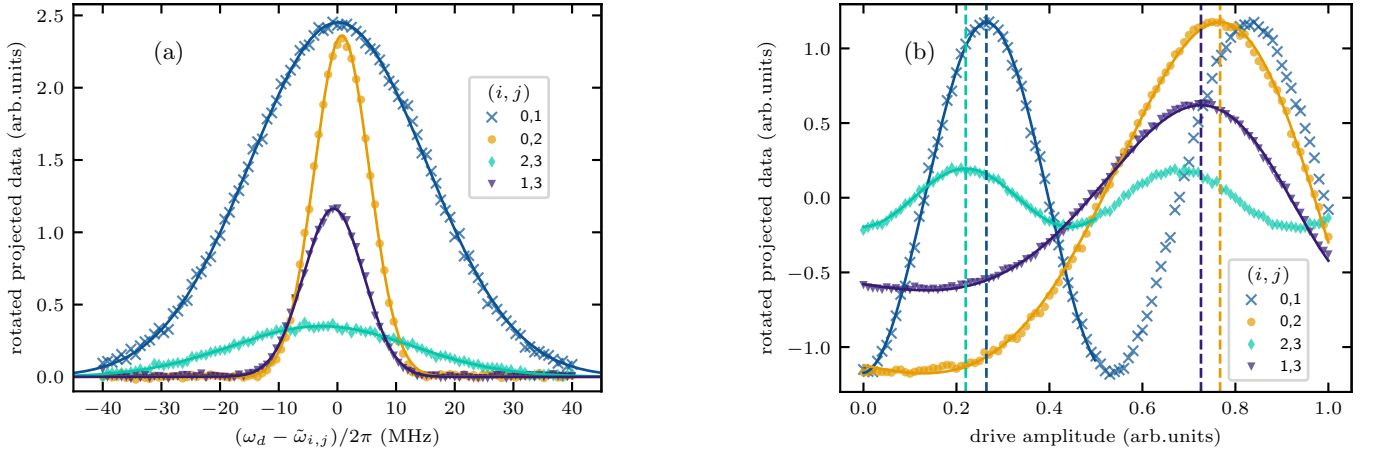 rotated projected data (arb.units)
2.5
2.0
1.5
1.0
0.5
0.0
(a)
(i, j)
0,1
0,2
2,3
1,3
−40 −30 −20 −10 0 10 20 30 40
(ω_d − ω̃_{i,j})/2π (MHz)
rotated projected data (arb.units)
1.0
0.5
0.0
−0.5
−1.0
(b)
(i, j)
0,1
0,2
2,3
1,3
0.0 0.2 0.4 0.6 0.8 1.0
drive amplitude (arb.units)